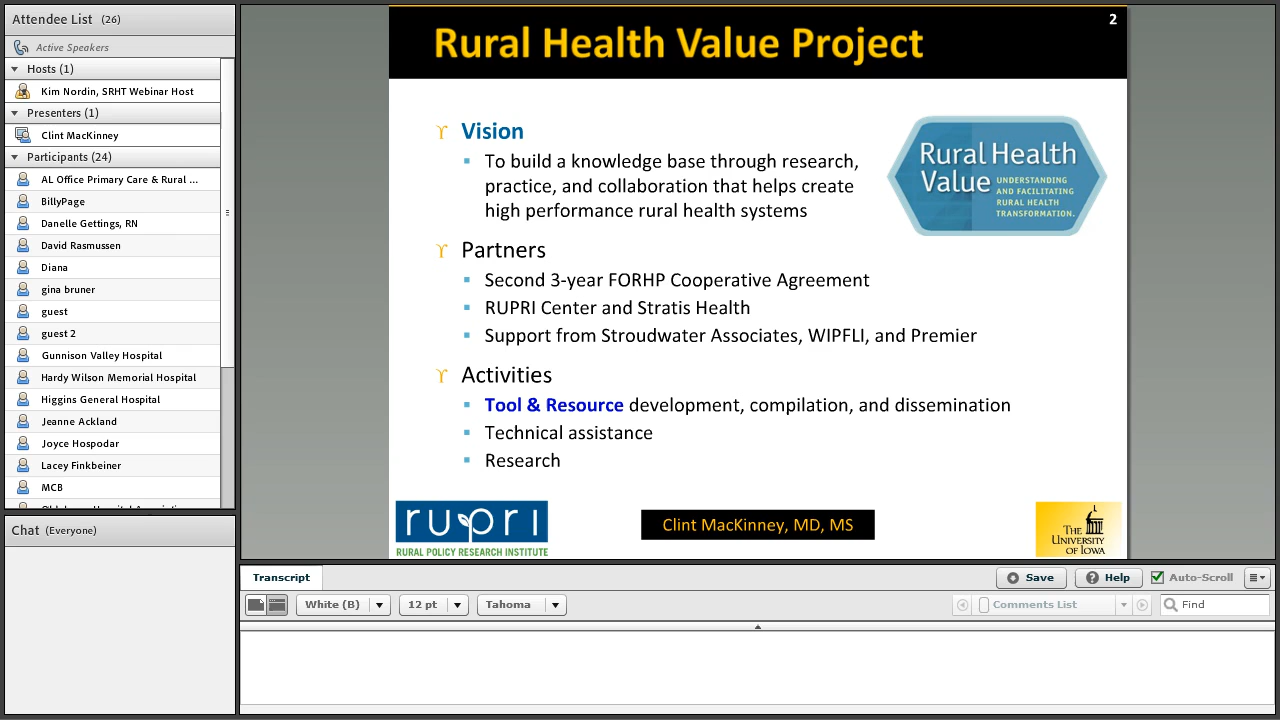 Attendee List (26)
Active Speakers
Hosts (1)
Kim Nordin, SRHT Webinar Host
Presenters (1)
Clint MacKinney
Participants (24)
AL Office Primary Care & Rural ...
BillyPage
Danelle Gettings, RN
David Rasmussen
Diana
gina bruner
guest
guest 2
Gunnison Valley Hospital
Hardy Wilson Memorial Hospital
Higgins General Hospital
Jeanne Ackland
Joyce Hospodar
Lacey Finkbeiner
MCB
Chat (Everyone)
2
Rural Health Value Project
Vision
To build a knowledge base through research,
practice, and collaboration that helps create
high performance rural health systems
Rural Health
Value
UNDERSTANDING
AND FACILITATING
RURAL HEALTH
TRANSFORMATION.
Partners
Second 3-year FORHP Cooperative Agreement
RUPRI Center and Stratis Health
Support from Stroudwater Associates, WIPFLI, and Premier
Activities
Tool & Resource development, compilation, and dissemination
Technical assistance
Research
rupri
RURAL POLICY RESEARCH INSTITUTE
Clint MacKinney, MD, MS
THE
UNIVERSITY
OF IOWA
Transcript
Save
Help
Auto-Scroll
White (B)
12 pt
Tahoma
Comments List
Find